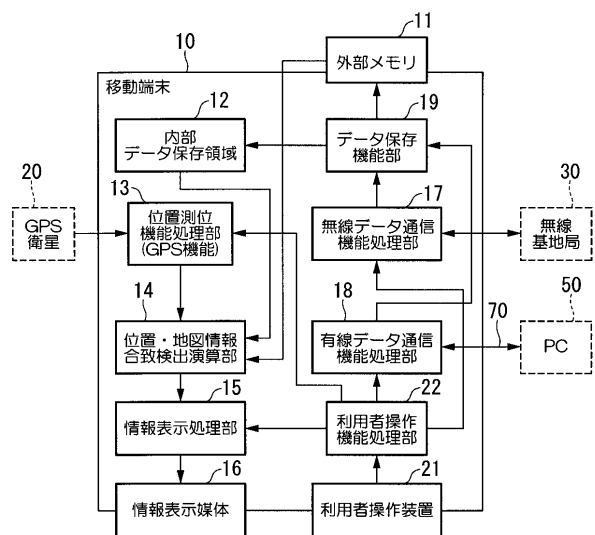 11
10
外部メモリ
移動端末
12
19
内部
データ保存領域
データ保存
機能部
20
13
17
30
GPS
衛星
位置測位
機能処理部
(GPS機能)
無線データ通信
機能処理部
無線
基地局
14
18
50
位置・地図情報
合致検出演算部
有線データ通信
機能処理部
70
PC
15
22
情報表示処理部
利用者操作
機能処理部
16
21
情報表示媒体
利用者操作装置